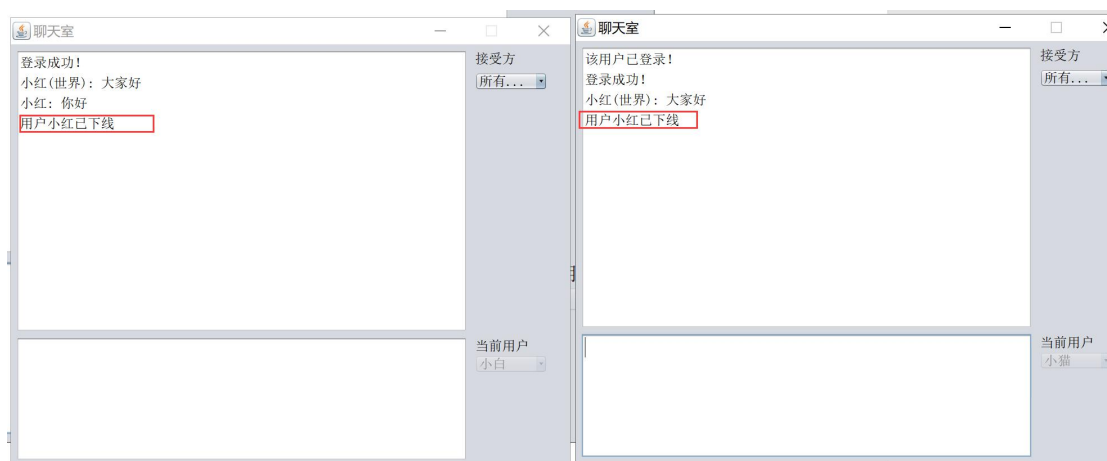 聊天室
登录成功!
小红(世界): 大家好
小红: 你好
用户小红已下线
接受方
所有...
当前用户
小白
聊天室
该用户已登录!
登录成功!
小红(世界): 大家好
用户小红已下线
接受方
所有...
当前用户
小猫